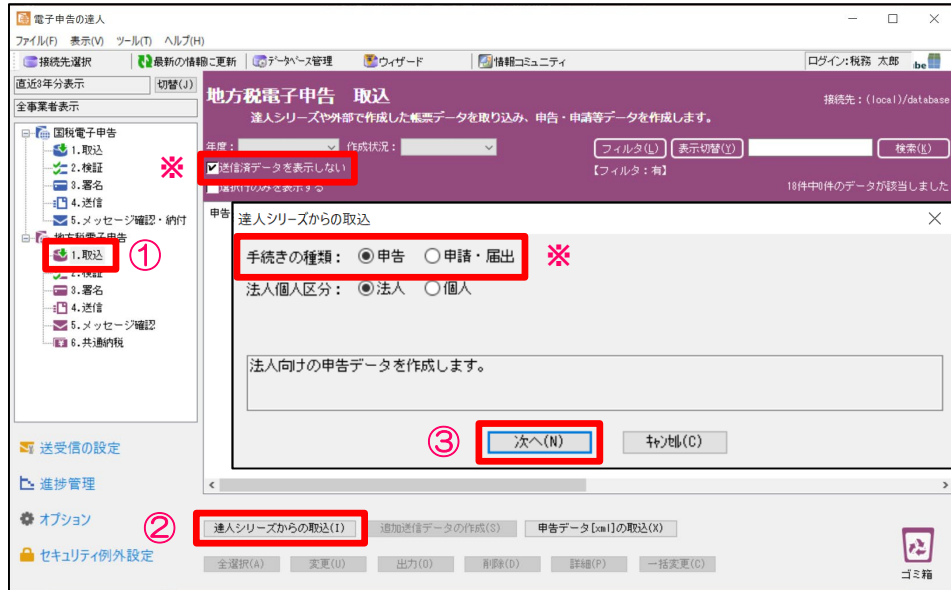 電子申告の達人
ファイル(F) 表示(V) ツール(T) ヘルプ(H)
接続先選択 最新の情報に更新 データベース管理 ウィザード 情報コミュニティ ログイン:税務 太郎
直近3年分表示 切替(J)
全事業者表示
国税電子申告
1.取込
2.検証
3.署名
4.送信
5.メッセージ確認・納付
地方税電子申告
1.取込
①
2.検証
3.署名
4.送信
5.メッセージ確認
6.共通納税
送受信の設定
進捗管理
オプション
セキュリティ例外設定
地方税電子申告 取込
接続先:(local)/database
達人シリーズや外部で作成した帳票データを取り込み、申告・申請等データを作成します。
年度: 作成状況: フィルタ(L) 表示切替(Y) 検索(K)
※ 送信済データを表示しない 【フィルタ:有】
選択行のみを表示する 18件中0件のデータが該当しました
申告
達人シリーズからの取込
手続きの種類: 申告 申請・届出 ※
法人個人区分: 法人 個人
法人向けの申告データを作成します。
③ 次へ(N) キャンセル(C)
② 達人シリーズからの取込(I) 追加送信データの作成(S) 申告データ[xml]の取込(X)
全選択(A) 変更(U) 出力(O) 削除(D) 詳細(P) 一括変更(C)
ゴミ箱